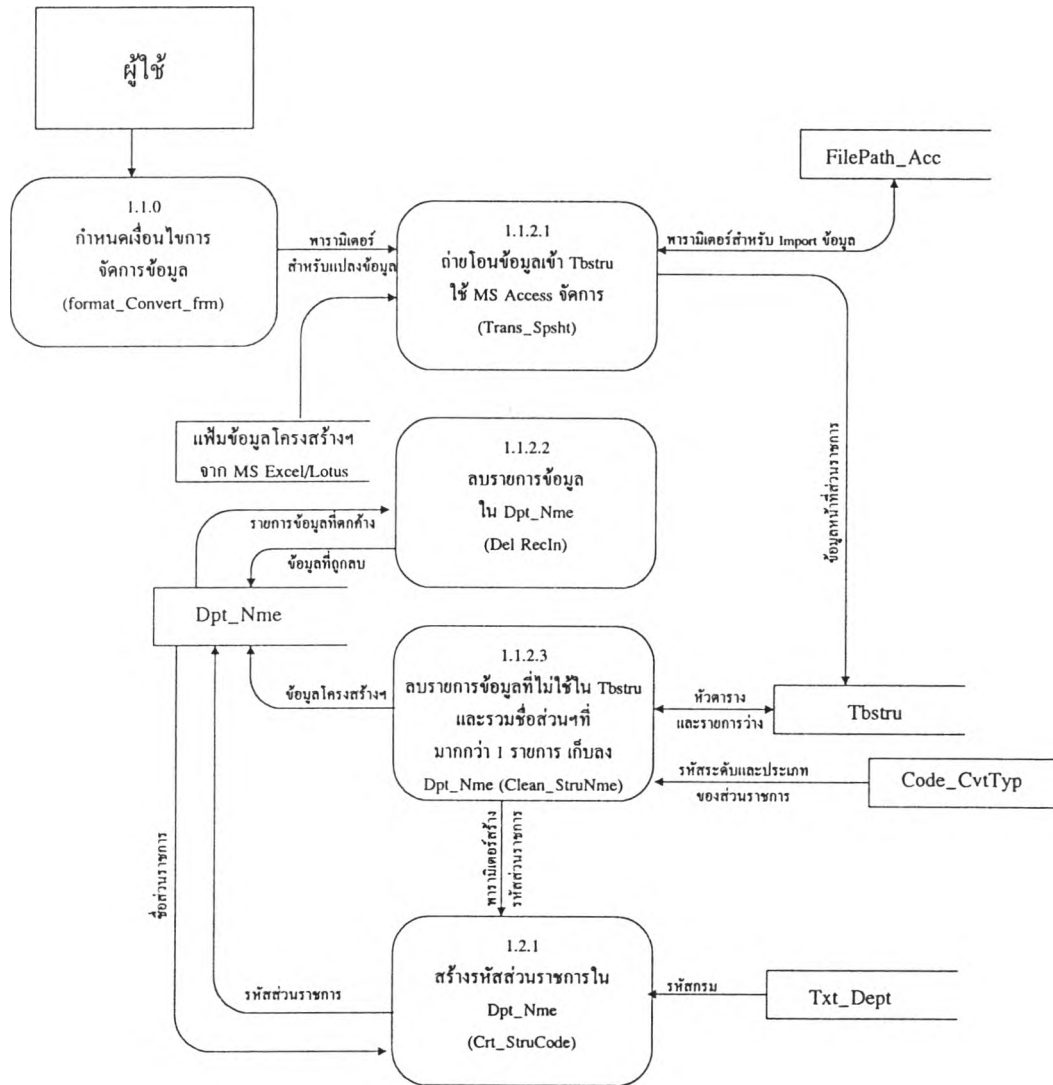 ผู้ใช้
FilePath_Acc
1.1.0
กำหนดเงื่อนไขการ
จัดการข้อมูล
(format_Convert_frm)
พารามิเตอร์
สำหรับแปลงข้อมูล
1.1.2.1
ถ่ายโอนข้อมูลเข้า Tbstru
ใช้ MS Access จัดการ
(Trans_Spsht)
พารามิเตอร์สำหรับ Import ข้อมูล
แฟ้มข้อมูลโครงสร้างฯ
จาก MS Excel/Lotus
1.1.2.2
ลบรายการข้อมูล
ใน Dpt_Nme
(Del RecIn)
รายการข้อมูลที่ตกค้าง
ข้อมูลที่ถูกลบ
ข้อมูลหน้าที่ส่วนราชการ
Dpt_Nme
1.1.2.3
ลบรายการข้อมูลที่ไม่ใช้ใน Tbstru
และรวมชื่อส่วนฯที่
มากกว่า 1 รายการ เก็บลง
Dpt_Nme (Clean_StruNme)
ข้อมูลโครงสร้างฯ
หัวตาราง
และรายการว่าง
Tbstru
รหัสระดับและประเภท
ของส่วนราชการ
Code_CvtTyp
พารามิเตอร์สร้าง
รหัสส่วนราชการ
ชื่อส่วนราชการ
1.2.1
สร้างรหัสส่วนราชการใน
Dpt_Nme
(Crt_StruCode)
รหัสส่วนราชการ
รหัสกรม
Txt_Dept